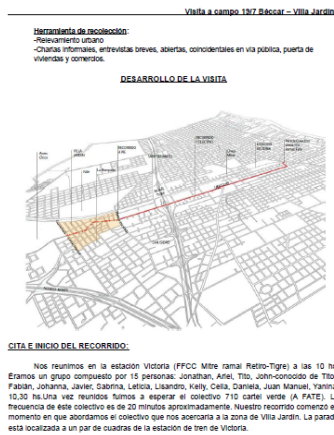 Visita a campo 19/7 Béccar – Villa Jardín
Herramienta de recolección:
-Relevamiento urbano
-Charlas informales, entrevistas breves, abiertas, coincidentales en vía pública, puerta de
viviendas y comercios.
DESARROLLO DE LA VISITA
CITA E INICIO DEL RECORRIDO:
Nos reunimos en la estación Victoria (FFCC Mitre ramal Retiro-Tigre) a las 10 hs
Éramos un grupo compuesto por 15 personas: Jonathan, Ariel, Tito, John-conocido de Tito
Fabián, Johanna, Javier, Sabrina, Leticia, Lisandro, Kelly, Celia, Daniela, Juan Manuel, Yanina
10,30 hs.Una vez reunidos fuimos a esperar el colectivo 710 cartel verde (A FATE). L
frecuencia de éste colectivo es de 20 minutos aproximadamente. Nuestro recorrido comenzó e
momento en que abordamos el colectivo que nos acercaría a la zona de Villa Jardín. La parad
está localizada a un par de cuadras de la estación de tren de Victoria.